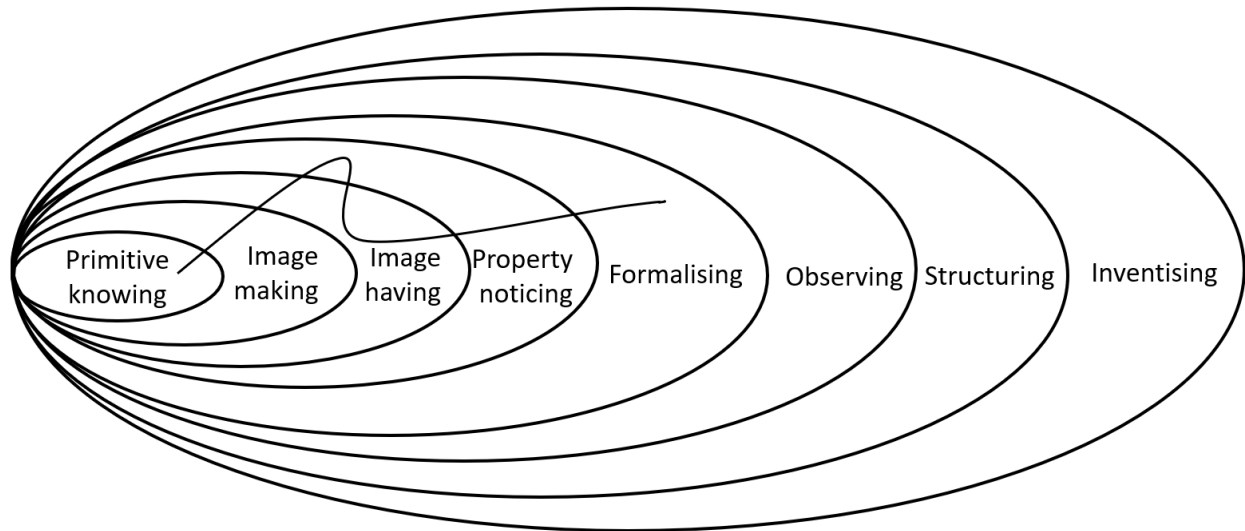 Primitive
knowing
Image
making
Image
having
Property
noticing
Formalising
Observing
Structuring
Inventising